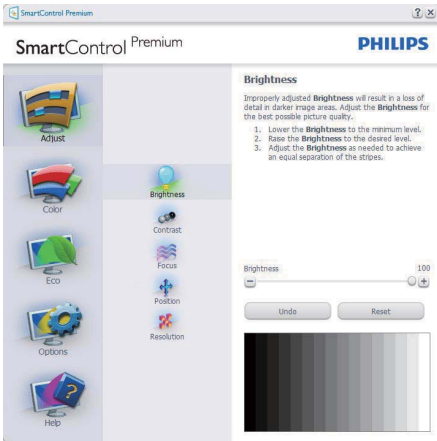 SmartControl Premium
SmartControl Premium
PHILIPS
Adjust
Color
Eco
Options
Help
Brightness
Contrast
Focus
Position
Resolution
Brightness
Improperly adjusted Brightness will result in a loss of
detail in darker image areas. Adjust the Brightness for
the best possible picture quality.
1. Lower the Brightness to the minimum level.
2. Raise the Brightness to the desired level.
3. Adjust the Brightness as needed to achieve
an equal separation of the stripes.
Brightness 100
Undo Reset